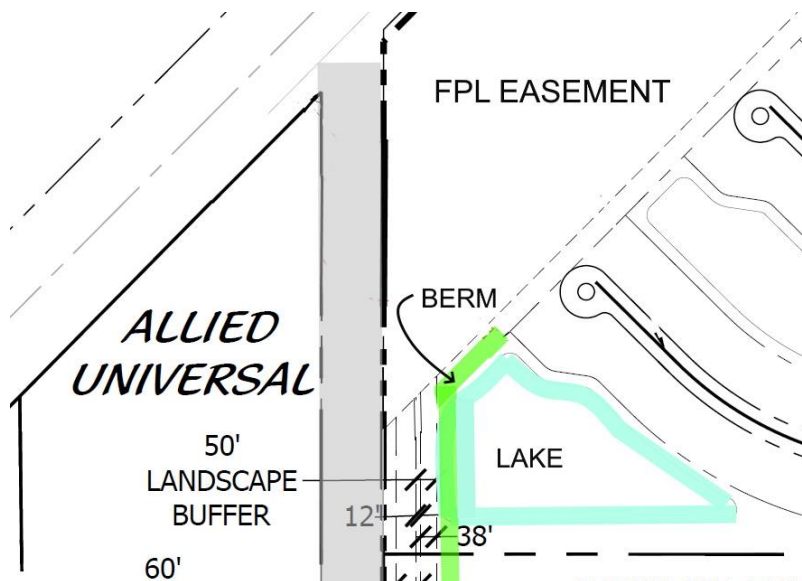 FPL EASEMENT
BERM
ALLIED
UNIVERSAL
50'
LANDSCAPE
BUFFER
LAKE
12'
38'
60'